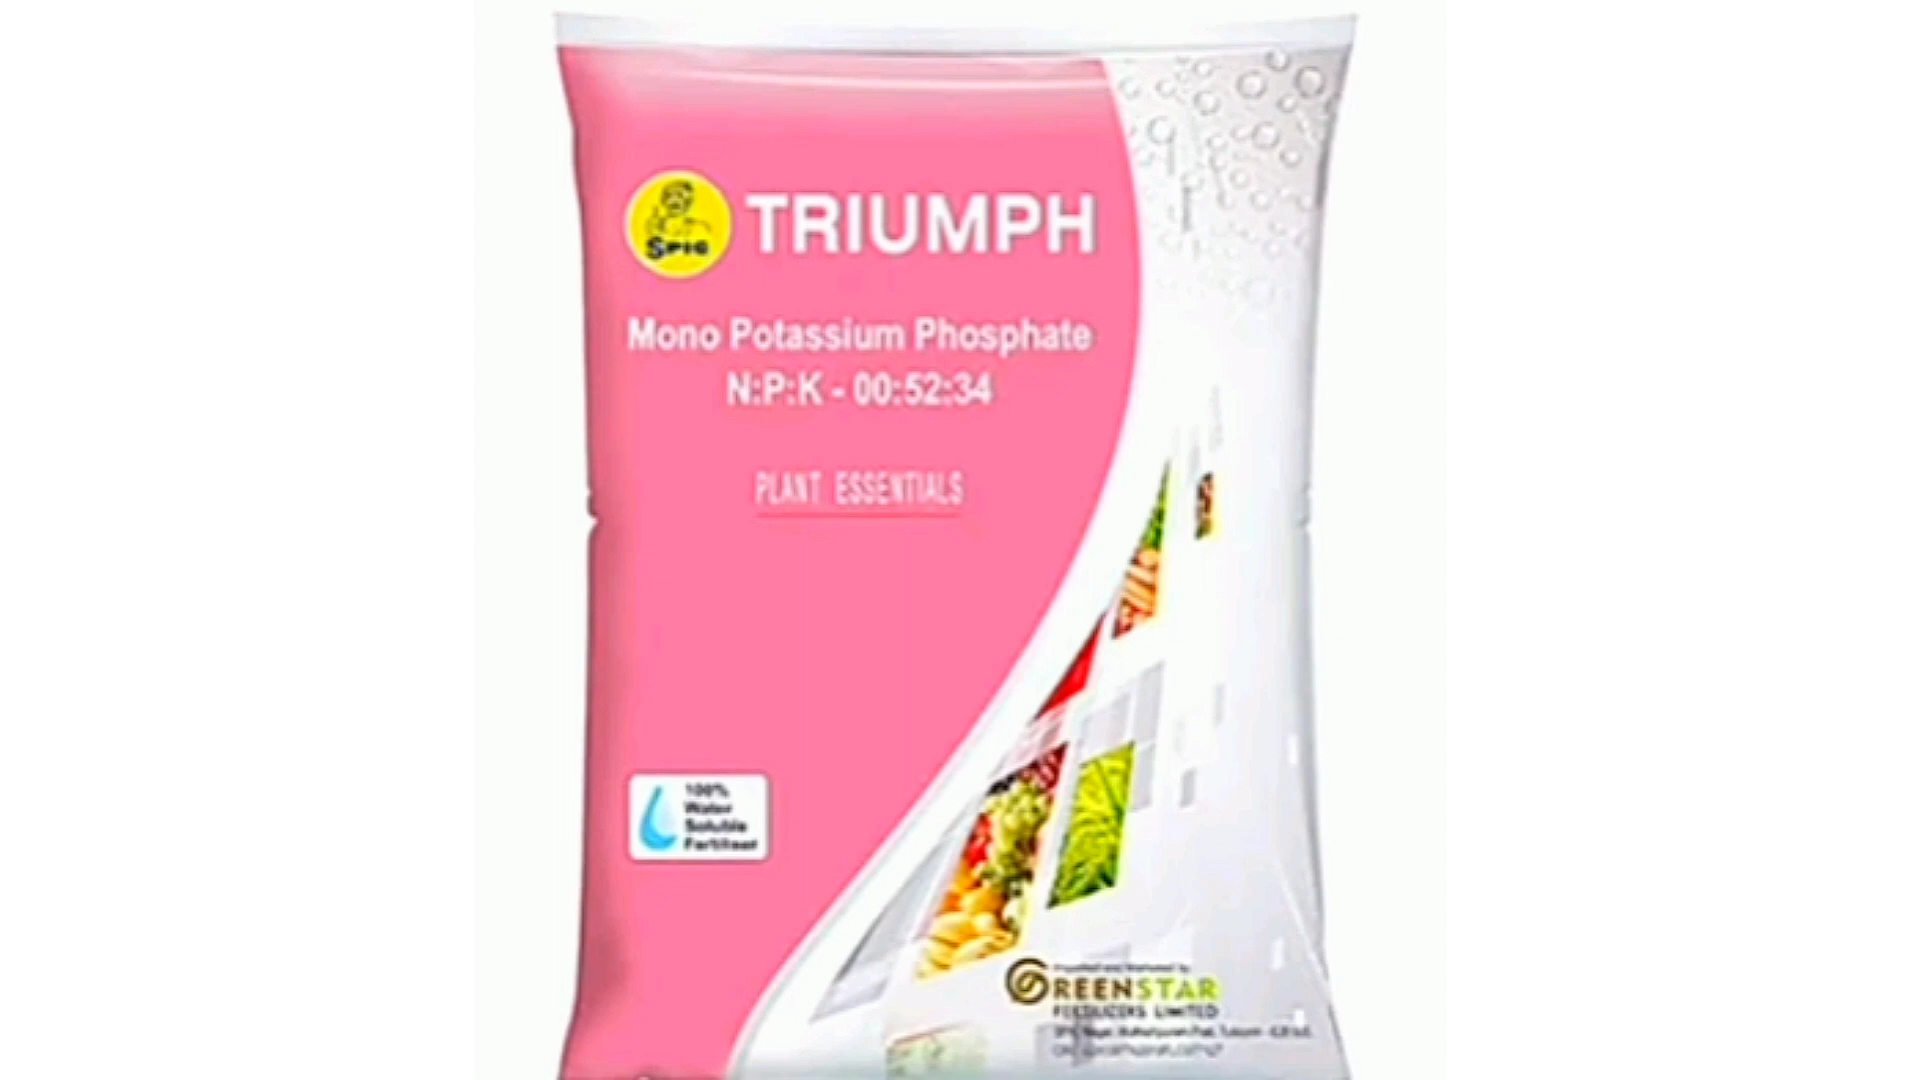 SPIC
TRIUMPH
Mono Potassium Phosphate
N:P:K - 00:52:34
PLANT ESSENTIALS
100%
Water
Soluble
Fertiliser
GREENSTAR
FERTILIZERS LIMITED